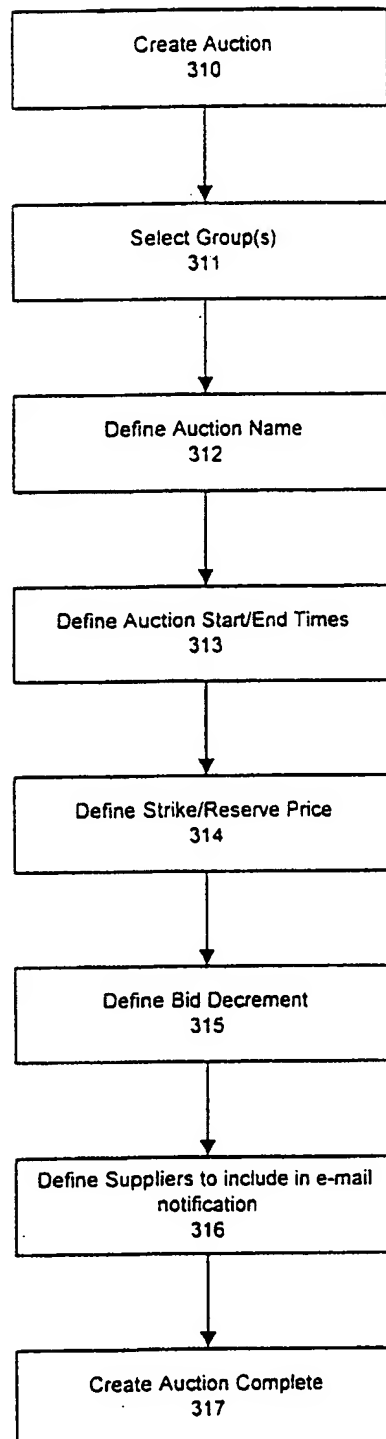 Create Auction
310
Select Group(s)
311
Define Auction Name
312
Define Auction Start/End Times
313
Define Strike/Reserve Price
314
Define Bid Decrement
315
Define Suppliers to include in e-mail
notification
316
Create Auction Complete
317